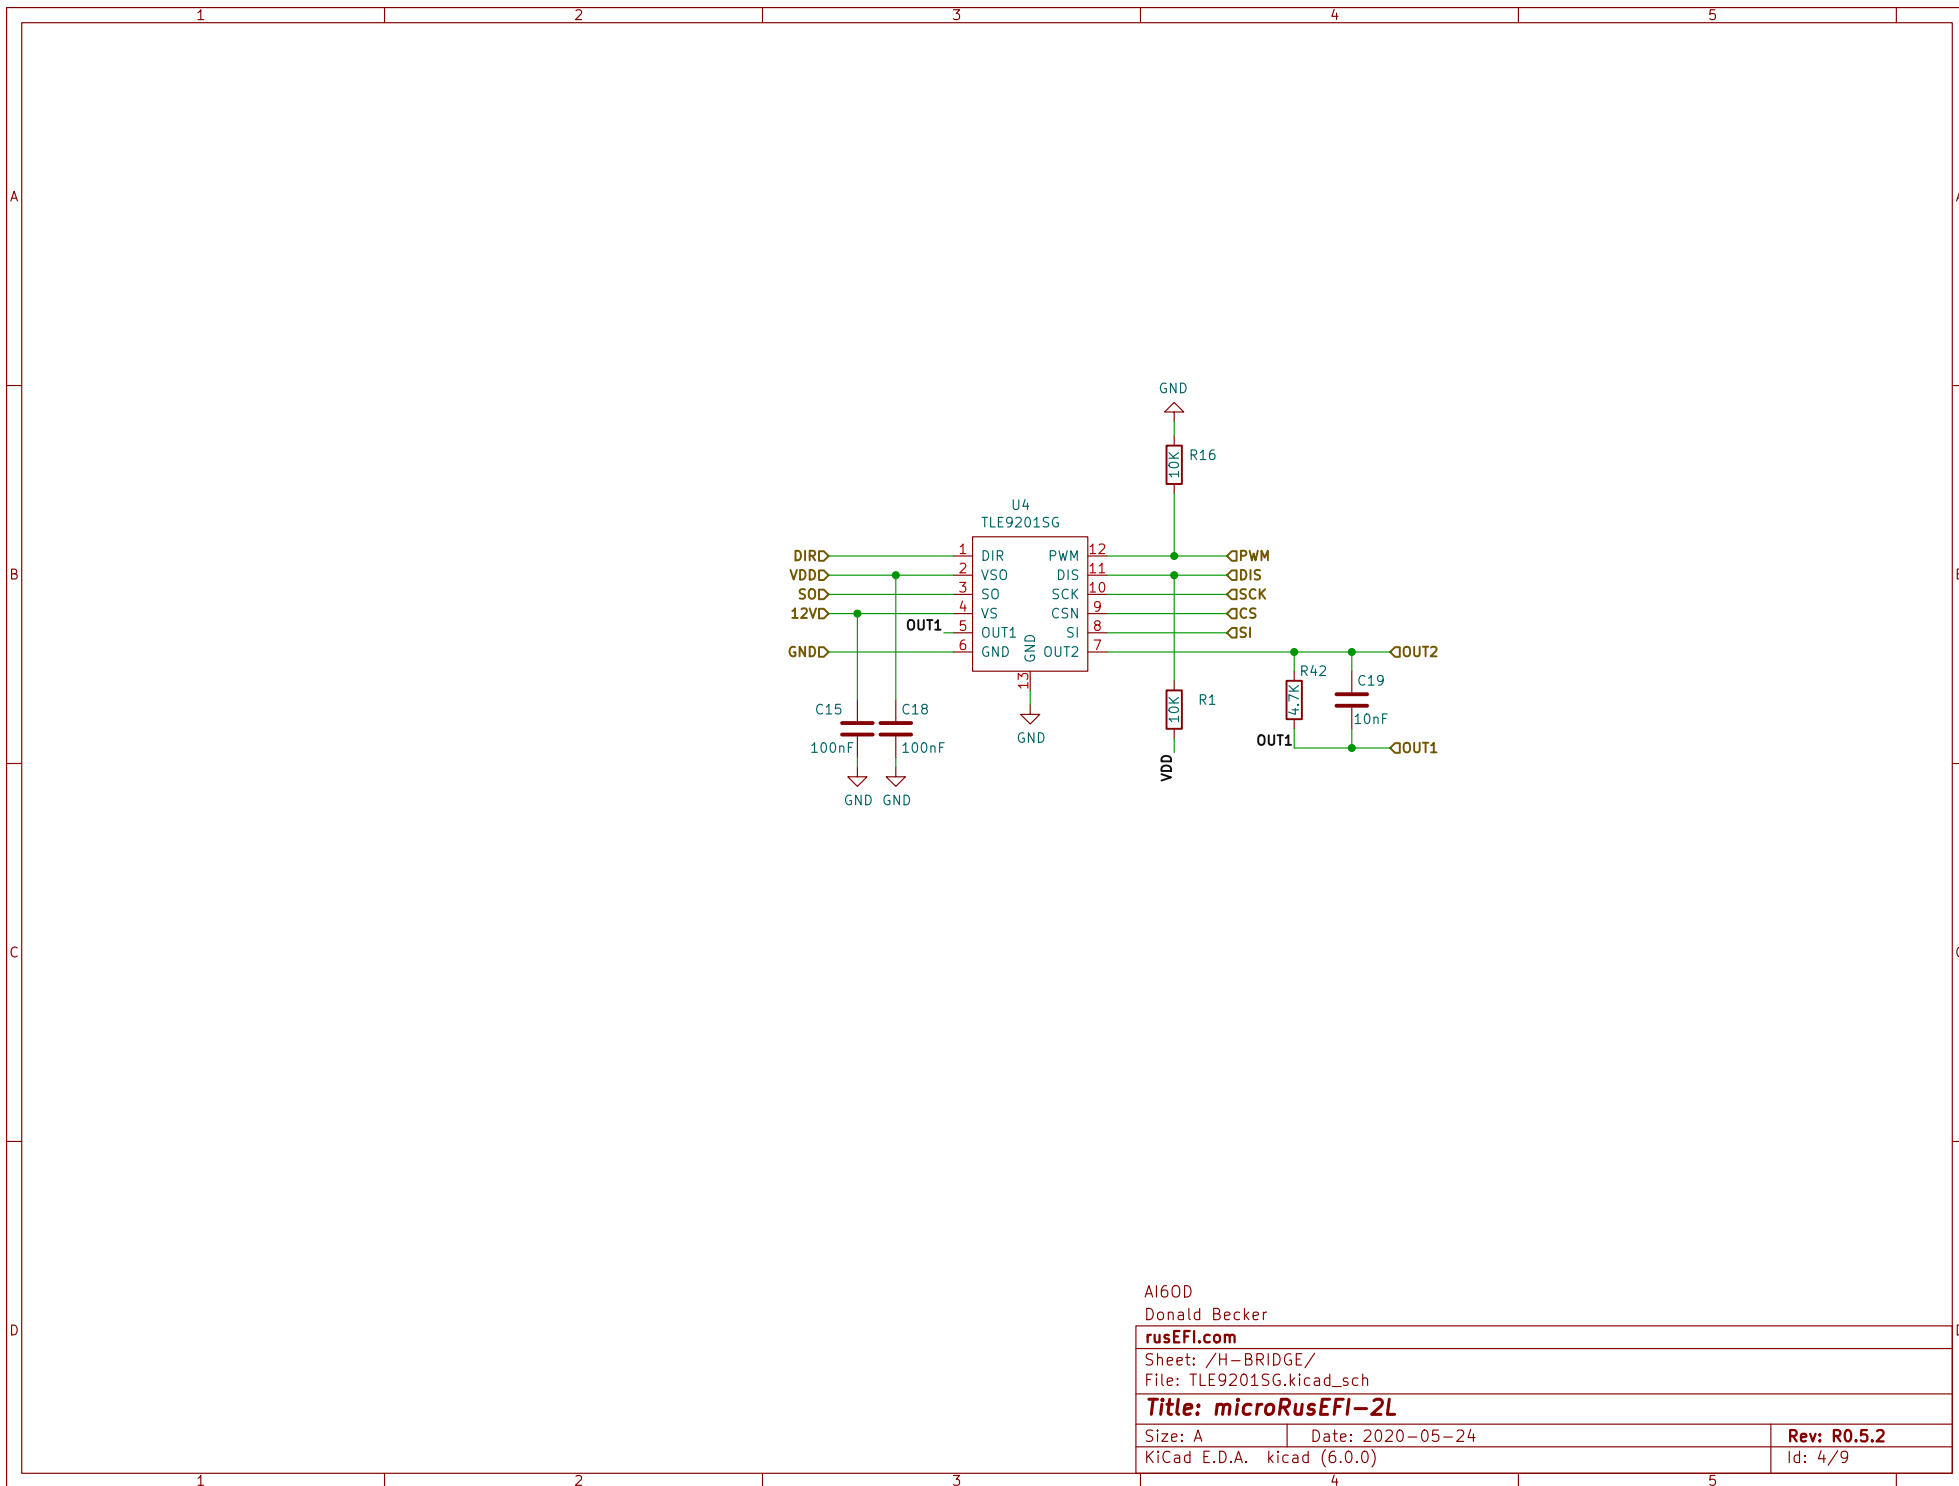 1 2 3 4 5
A
B
C
D
GND
10K R16
U4
TLE9201SG
DIR 1 DIR PWM 12 PWM
VDD 2 VSO DIS 11 DIS
SO 3 SO SCK 10 SCK
12V 4 VS CSN 9 CS
OUT1 5 OUT1 SI 8 SI
GND 6 GND GND OUT2 7 OUT2
13
GND
R42
4.7K
C19
10nF
OUT1 OUT1
10K R1
VDD
C15 C18
100nF 100nF
GND GND
AI6OD
Donald Becker
rusEFI.com
Sheet: /H-BRIDGE/
File: TLE9201SG.kicad_sch
Title: microRusEFI-2L
Size: A Date: 2020-05-24 Rev: R0.5.2
KiCad E.D.A. kicad (6.0.0) Id: 4/9
1 2 3 4 5